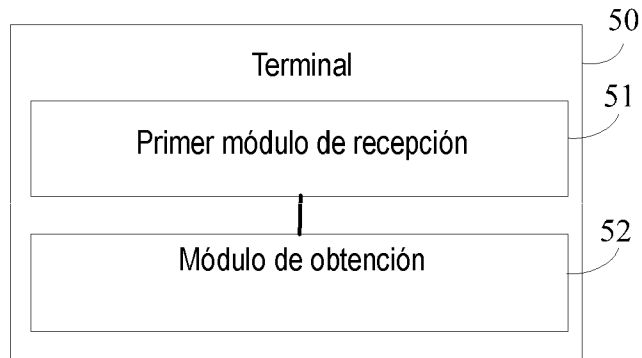 50
Terminal
51
Primer módulo de recepción
52
Módulo de obtención